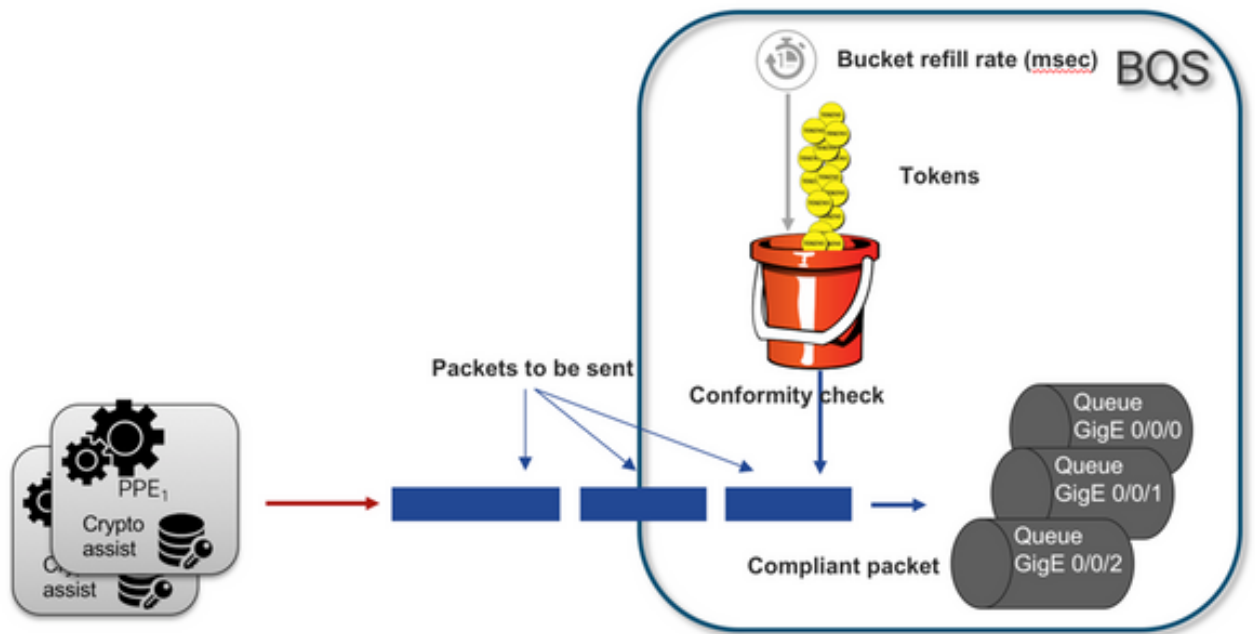 Bucket refill rate (msec)
BQS
Tokens
Packets to be sent
Conformity check
Queue
GigE 0/0/0
Queue
GigE 0/0/1
Queue
GigE 0/0/2
Compliant packet
PPE1
Crypto
assist
assist